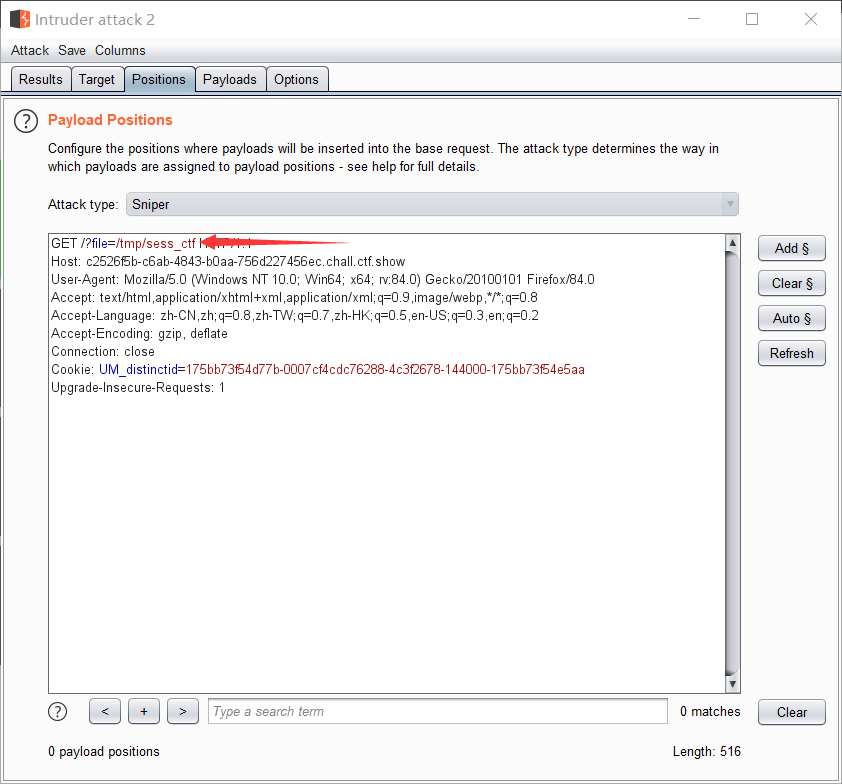 Intruder attack 2
Attack Save Columns
Results Target Positions Payloads Options
? Payload Positions
Configure the positions where payloads will be inserted into the base request. The attack type determines the way in
which payloads are assigned to payload positions - see help for full details.
Attack type: Sniper
GET /?file=/tmp/sess_ctf
Host: c2526f5b-c6ab-4843-b0aa-756d227456ec.chall.ctf.show
User-Agent: Mozilla/5.0 (Windows NT 10.0; Win64; x64; rv:84.0) Gecko/20100101 Firefox/84.0
Accept: text/html,application/xhtml+xml,application/xml;q=0.9,image/webp,*/*;q=0.8
Accept-Language: zh-CN,zh;q=0.8,zh-TW;q=0.7,zh-HK;q=0.5,en-US;q=0.3,en;q=0.2
Accept-Encoding: gzip, deflate
Connection: close
Cookie: UM_distinctid=175bb73f54d77b-0007cf4cdc76288-4c3f2678-144000-175bb73f54e5aa
Upgrade-Insecure-Requests: 1
Add §
Clear §
Auto §
Refresh
? < + > Type a search term 0 matches Clear
0 payload positions Length: 516